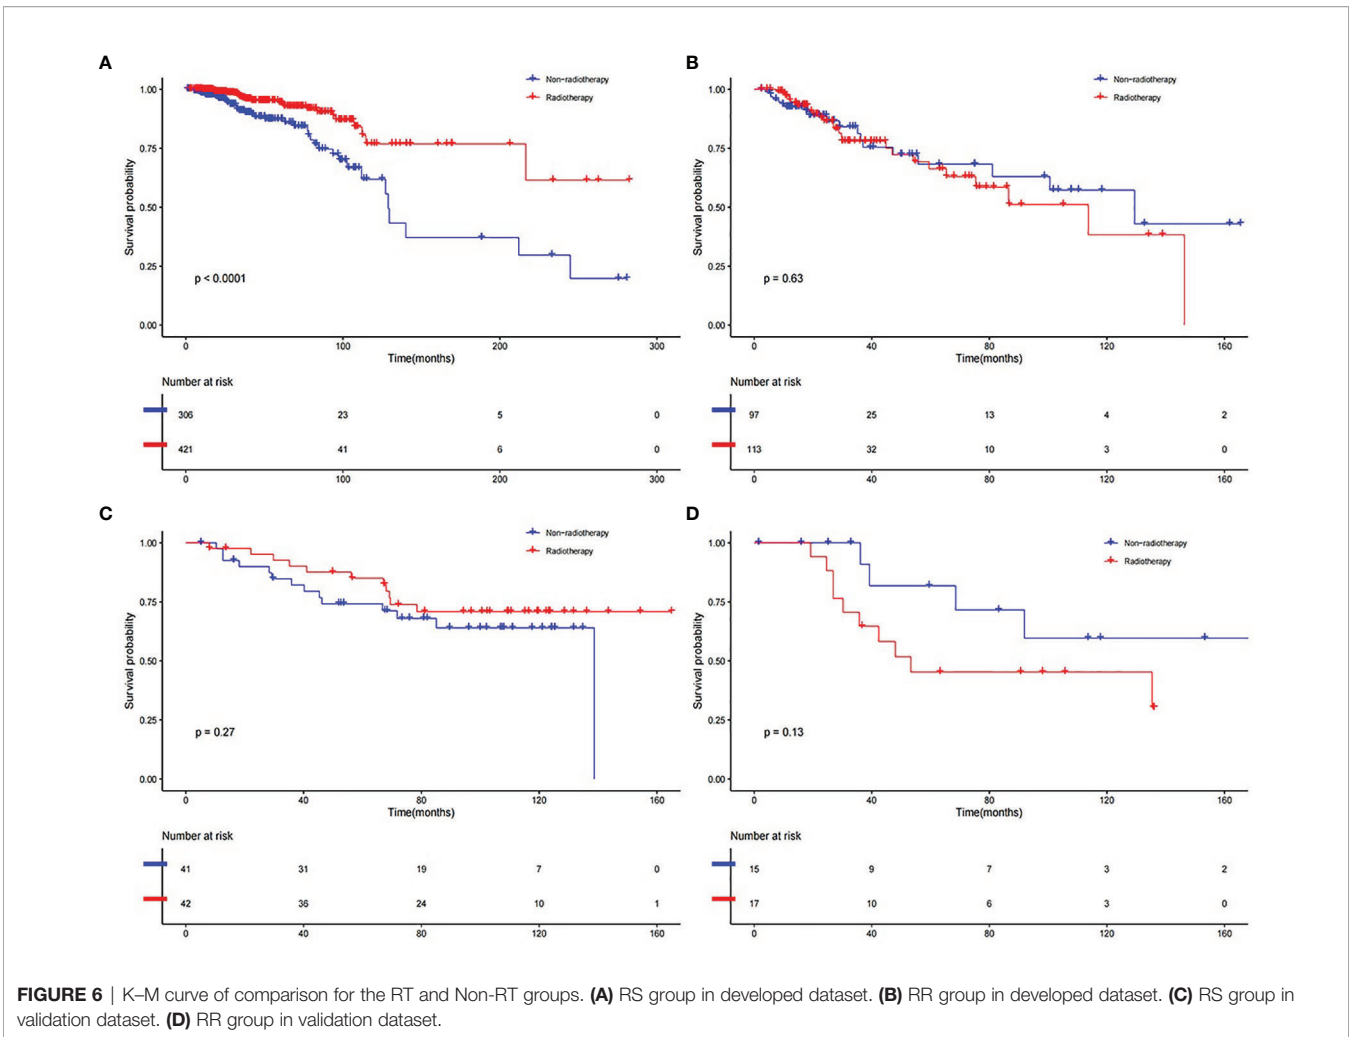 A
1.00
0.75
0.50
0.25
0.00
Survival probability
Non-radiotherapy
Radiotherapy
p < 0.0001
0 100 200 300
Time(months)
Number at risk
306 23 5 0
421 41 6 0
0 100 200 300
B
1.00
0.75
0.50
0.25
0.00
Survival probability
Non-radiotherapy
Radiotherapy
p = 0.63
0 40 80 120 160
Time(months)
Number at risk
97 25 13 4 2
113 32 10 3 0
0 40 80 120 160
C
1.00
0.75
0.50
0.25
0.00
Survival probability
Non-radiotherapy
Radiotherapy
p = 0.27
0 40 80 120 160
Time(months)
Number at risk
41 31 19 7 0
42 36 24 10 1
0 40 80 120 160
D
1.00
0.75
0.50
0.25
0.00
Survival probability
Non-radiotherapy
Radiotherapy
p = 0.13
0 40 80 120 160
Time(months)
Number at risk
15 9 7 3 2
17 10 6 3 0
0 40 80 120 160
FIGURE 6 | K–M curve of comparison for the RT and Non-RT groups. (A) RS group in developed dataset. (B) RR group in developed dataset. (C) RS group in
validation dataset. (D) RR group in validation dataset.